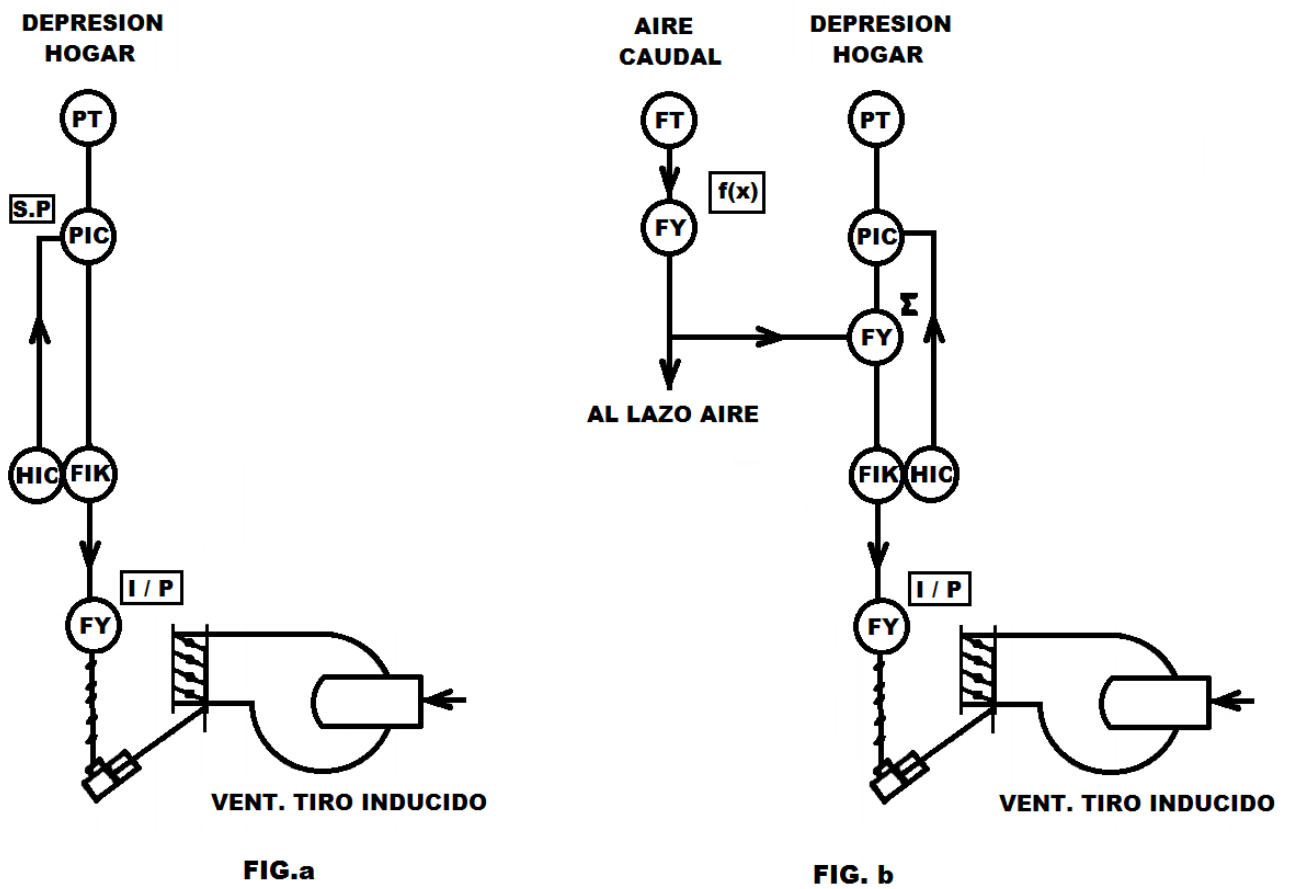 DEPRESION
HOGAR
PT
S.P
PIC
HIC
FIK
I / P
FY
VENT. TIRO INDUCIDO
FIG.a
AIRE
CAUDAL
DEPRESION
HOGAR
FT
PT
f(x)
FY
PIC
Σ
FY
AL LAZO AIRE
FIK
HIC
I / P
FY
VENT. TIRO INDUCIDO
FIG. b